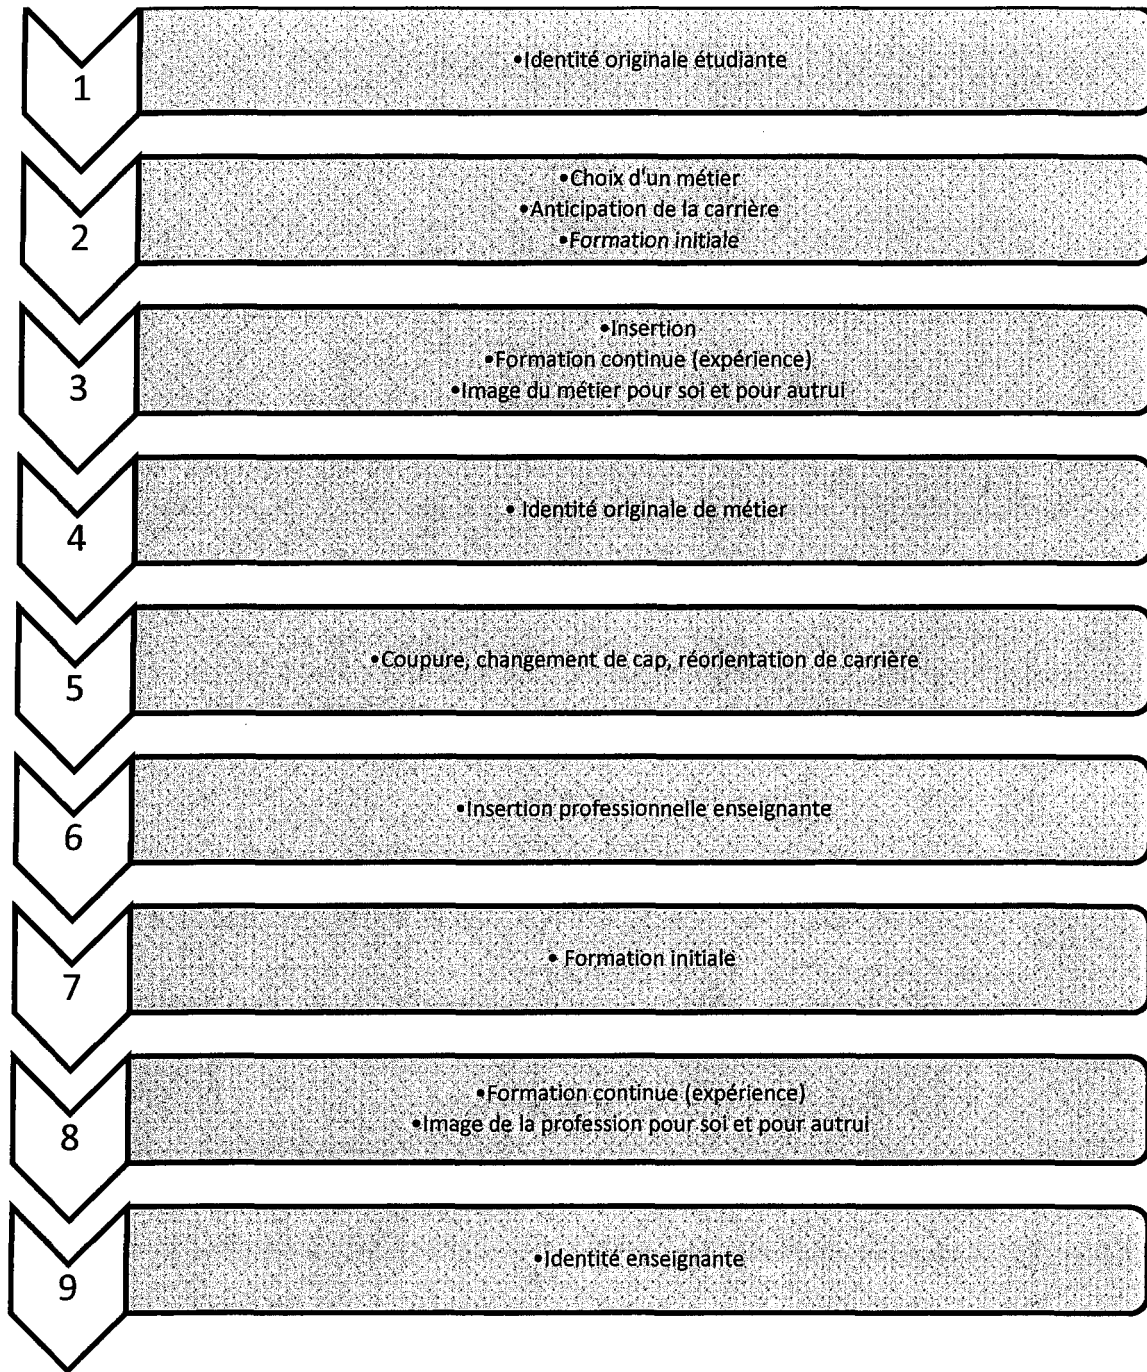 1
•Identité originale étudiante
2
•Choix d'un métier
•Anticipation de la carrière
•Formation initiale
3
•Insertion
•Formation continue (expérience)
•Image du métier pour soi et pour autrui
4
• Identité originale de métier
5
•Coupure, changement de cap, réorientation de carrière
6
•Insertion professionnelle enseignante
7
• Formation initiale
8
•Formation continue (expérience)
•Image de la profession pour soi et pour autrui
9
•Identité enseignante